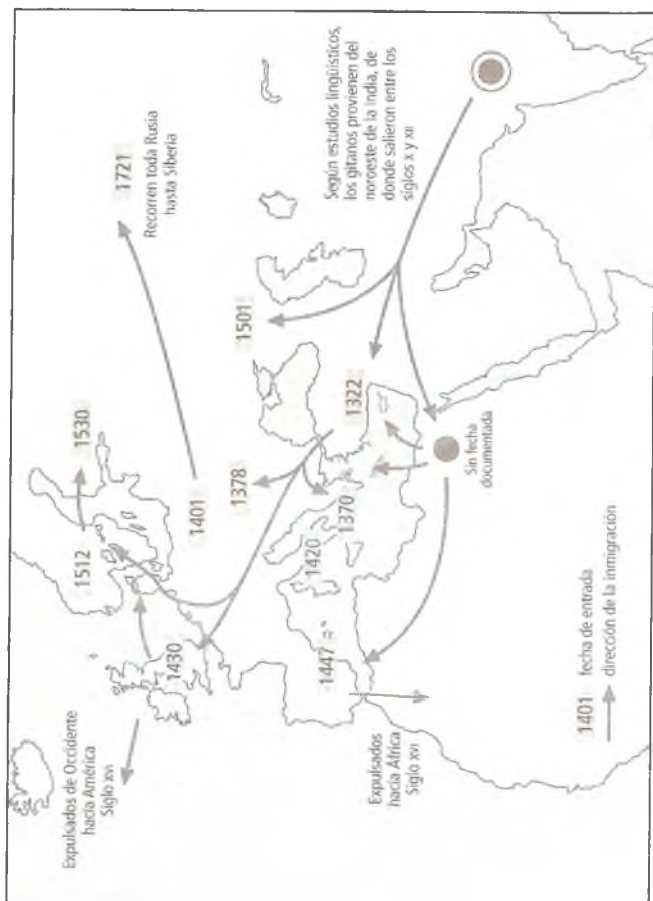 Expulsados de Occidente
hacia América
Siglo XVI
1512
1530
1721
Recorren toda Rusia
hasta Siberia
1430
1401
1378
1501
1420
1447
1370
1322
Según estudios lingüísticos,
los gitanos provienen del
noroeste de la India, de
donde salieron entre los
siglos X y XII
Expulsados
hacia África
Siglo XVI
Sin fecha
documentada
1401 fecha de entrada
dirección de la inmigración